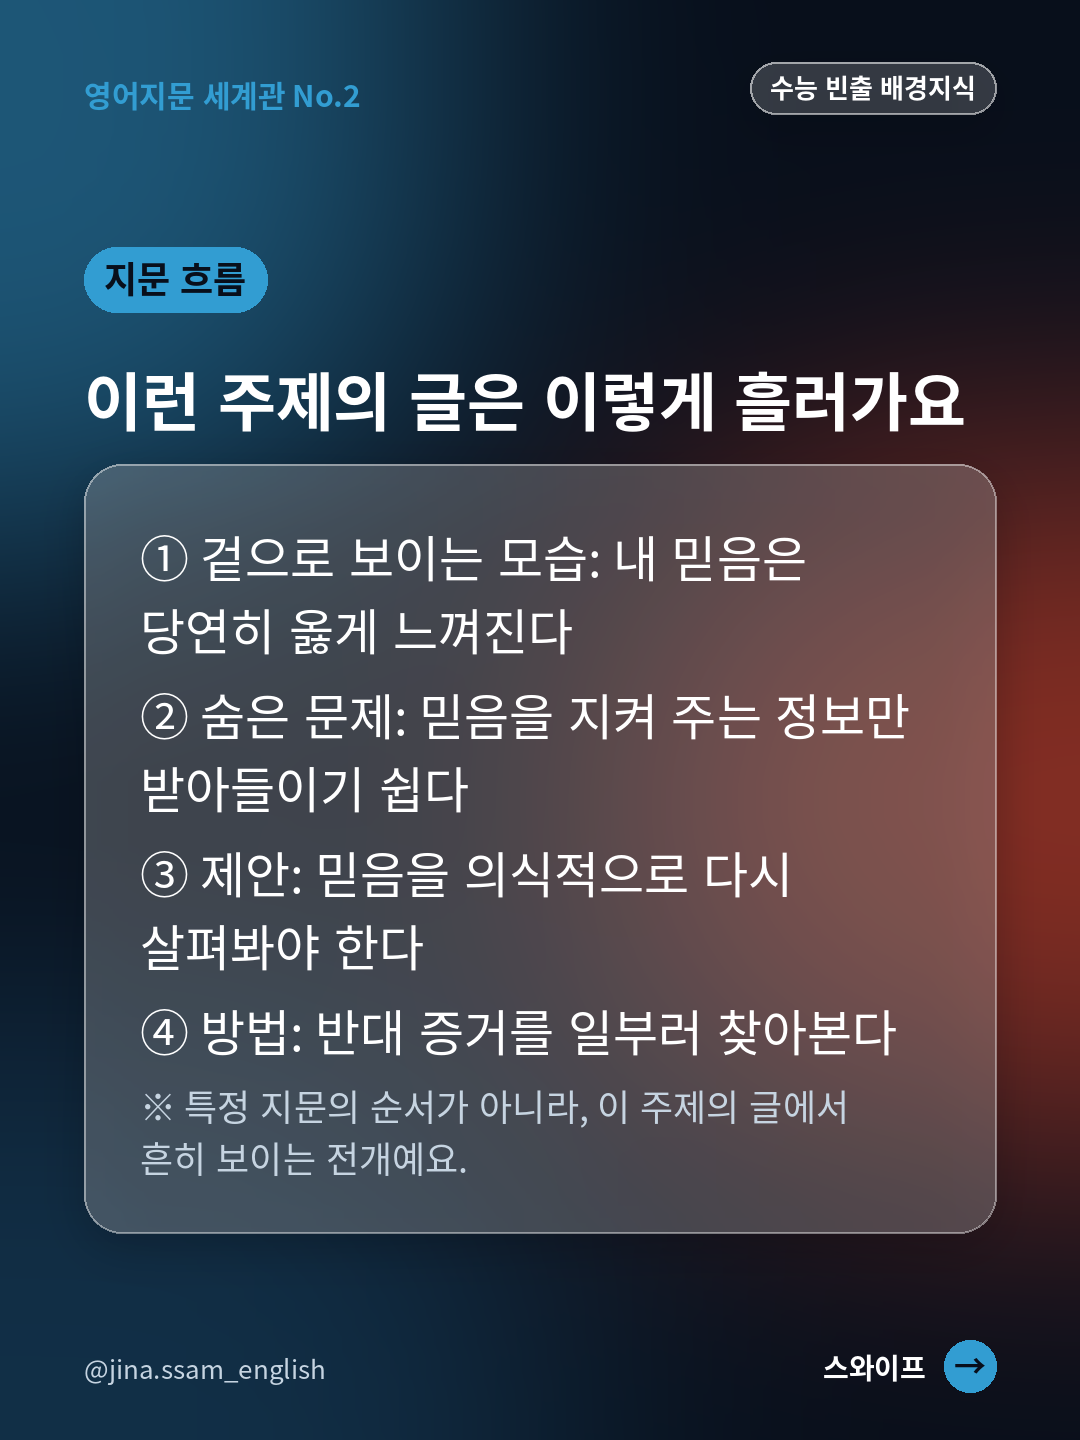 영어지문 세계관 No.2
수능 빈출 배경지식
지문 흐름
이런 주제의 글은 이렇게 흘러가요
① 겉으로 보이는 모습: 내 믿음은
당연히 옳게 느껴진다
② 숨은 문제: 믿음을 지켜 주는 정보만
받아들이기 쉽다
③ 제안: 믿음을 의식적으로 다시
살펴봐야 한다
④ 방법: 반대 증거를 일부러 찾아본다
※ 특정 지문의 순서가 아니라, 이 주제의 글에서
흔히 보이는 전개예요.
@jina.ssam_english
스와이프 →